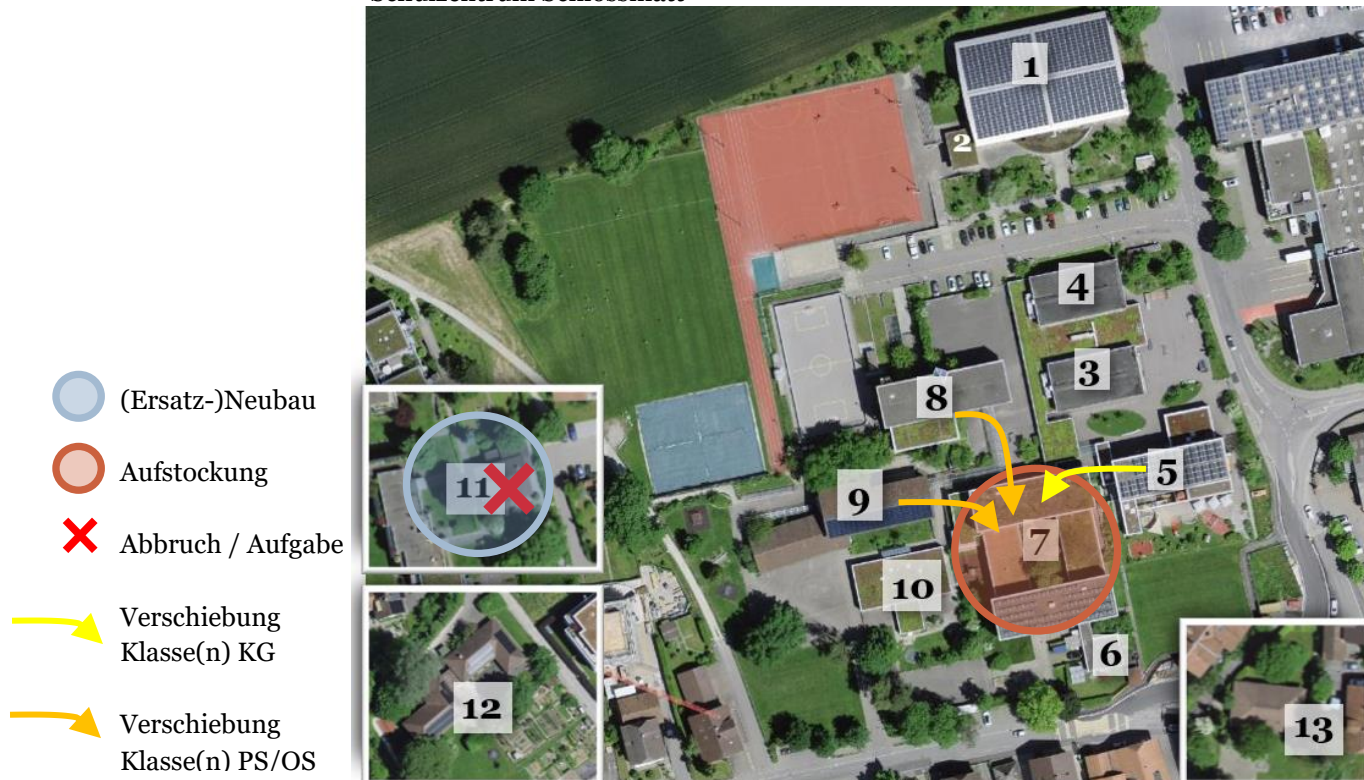 (Ersatz-)Neubau
Aufstockung
Abbruch / Aufgabe
Verschiebung
Klasse(n) KG
Verschiebung
Klasse(n) PS/OS
1
2
4
3
8
5
11
9
7
10
12
6
13